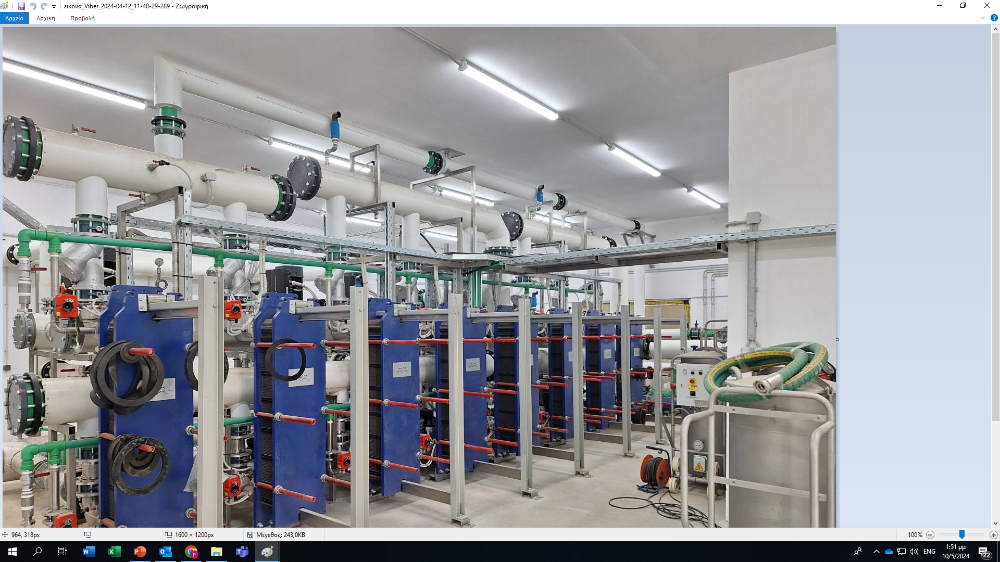 εικόνα_Viber_2024-04-12_11-48-29-289 - Ζωγραφική
Αρχείο
Αρχική
Προβολή
964, 318px
1600 × 1200px
Μέγεθος: 243,0KB
100%
ENG
1:51 μμ
10/5/2024
22